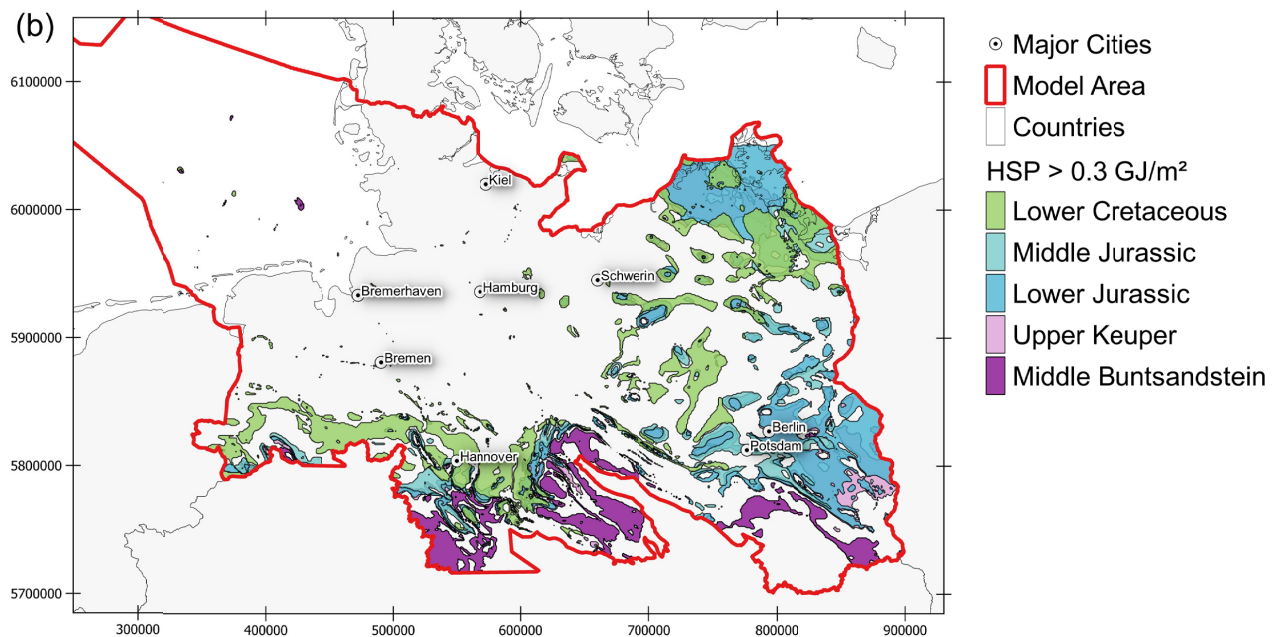 (b)
6100000
6000000
5900000
5800000
5700000
300000
400000
500000
600000
700000
800000
900000
Kiel
Schwerin
Bremerhaven
Hamburg
Bremen
Berlin
Potsdam
Hannover
Major Cities
Model Area
Countries
HSP > 0.3 GJ/m²
Lower Cretaceous
Middle Jurassic
Lower Jurassic
Upper Keuper
Middle Buntsandstein